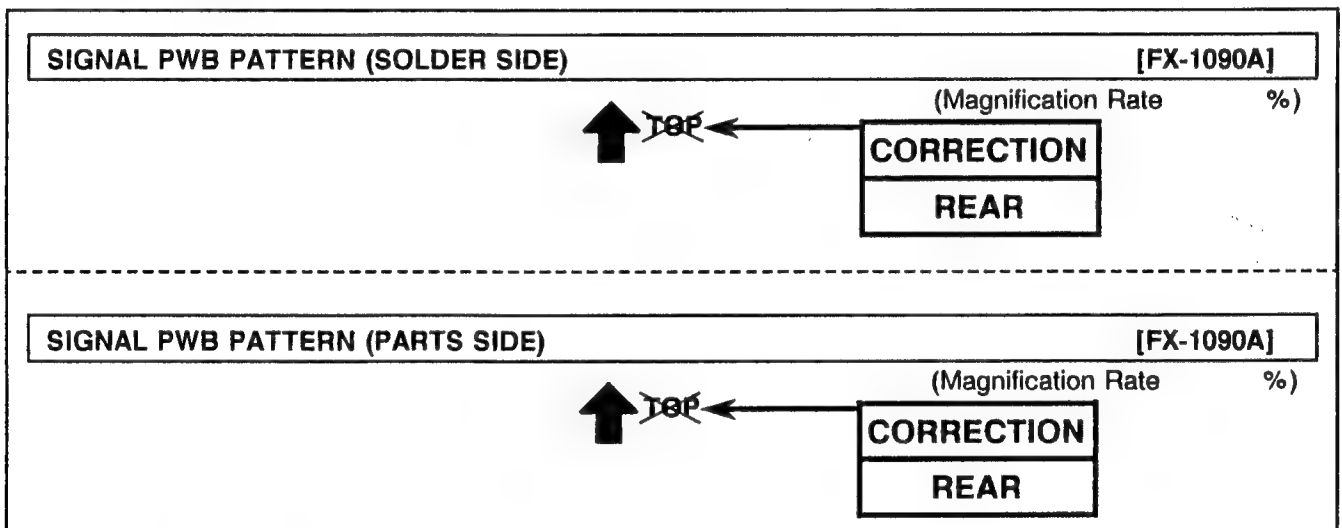 SIGNAL PWB PATTERN (SOLDER SIDE) [FX-1090A]
(Magnification Rate %)
TOP
CORRECTION
REAR
SIGNAL PWB PATTERN (PARTS SIDE) [FX-1090A]
(Magnification Rate %)
TOP
CORRECTION
REAR